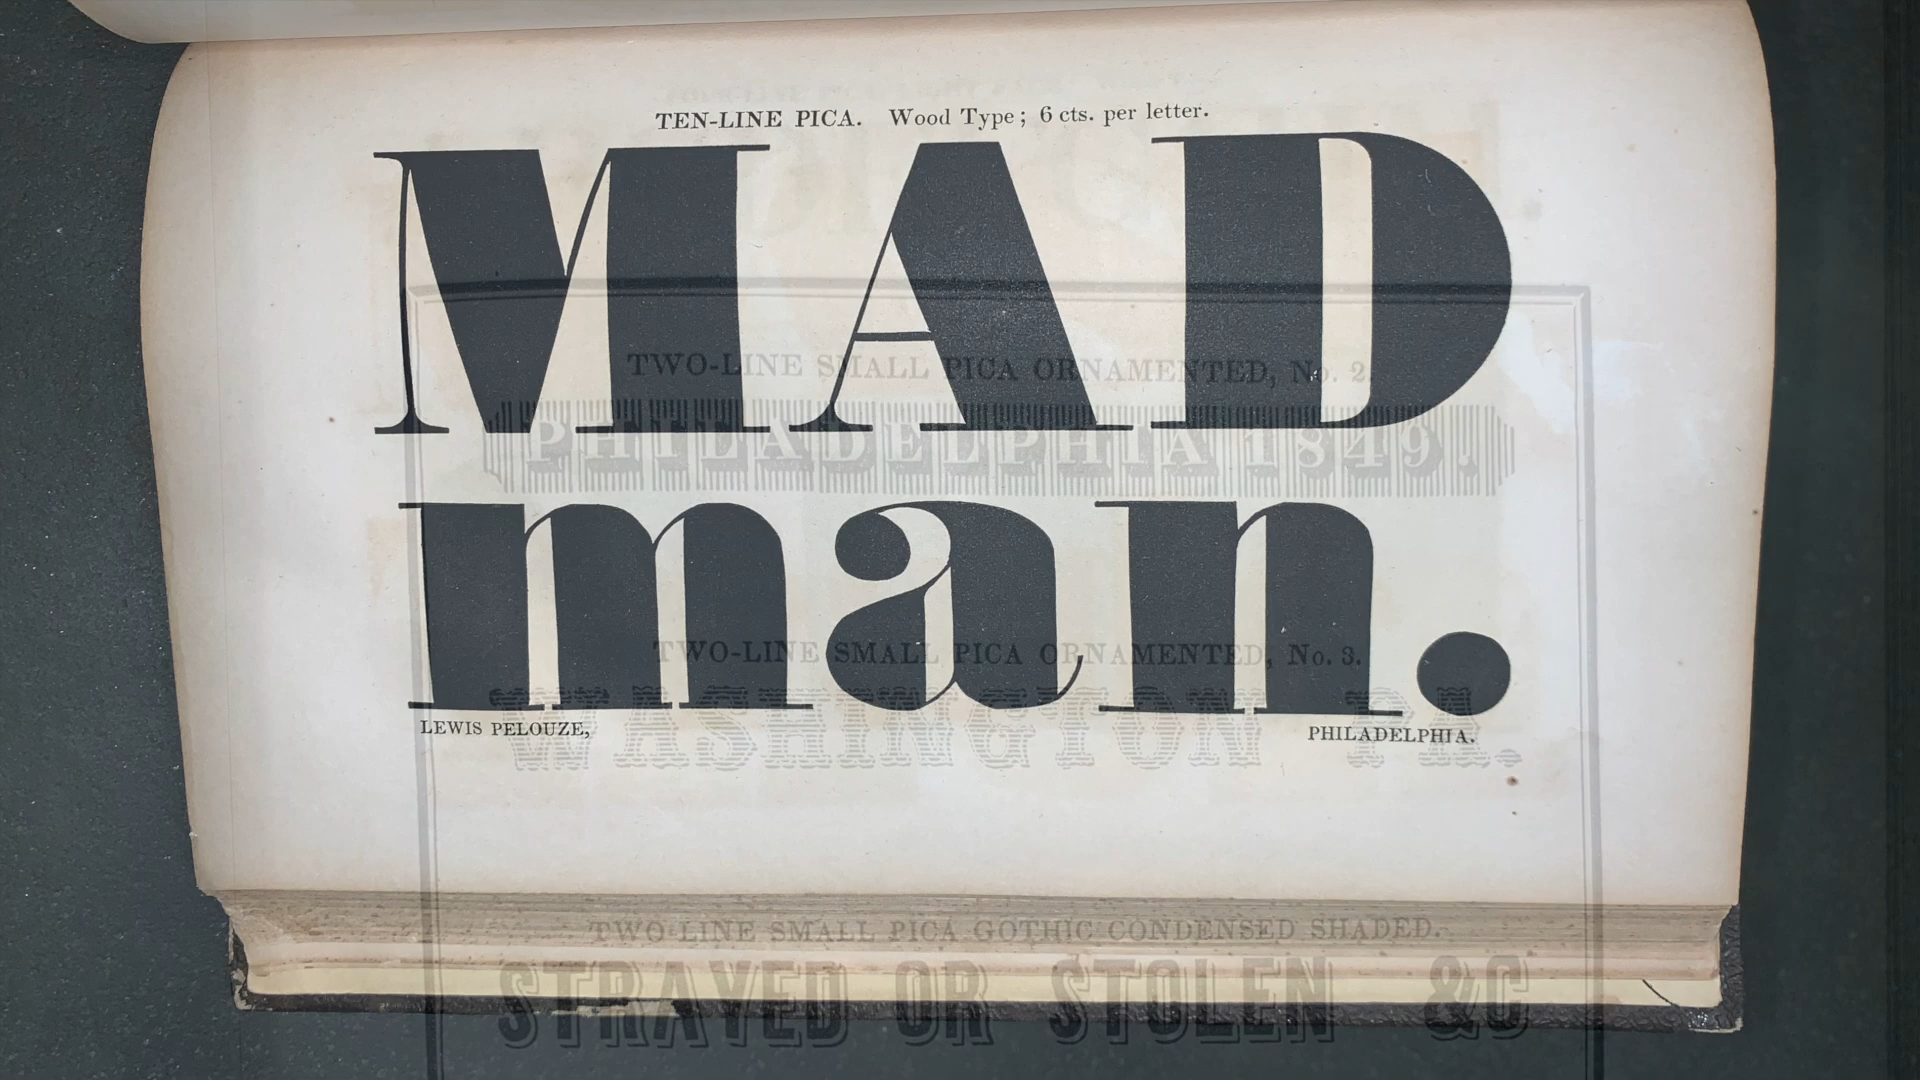 TEN-LINE PICA. Wood Type; 6 cts. per letter.
MAD
TWO-LINE SMALL PICA ORNAMENTED, No. 2.
PHILADELPHIA 1849.
man.
TWO-LINE SMALL PICA ORNAMENTED, No. 3.
WASHINGTON PA.
LEWIS PELOUZE, PHILADELPHIA.
TWO-LINE SMALL PICA GOTHIC CONDENSED SHADED.
STRAYED OR STOLEN &C